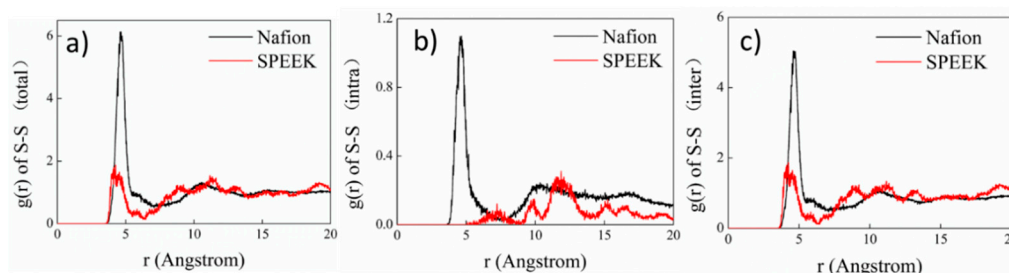 a)
Nafion
SPEEK
g(r) of S-S （total)
6
4
2
0
0 5 10 15 20
r (Angstrom)
b)
Nafion
SPEEK
g(r) of S-S （intra)
1.2
0.8
0.4
0.0
0 5 10 15 20
r (Angstrom)
c)
Nafion
SPEEK
g(r) of S-S （inter)
6
4
2
0
0 5 10 15 20
r (Angstrom)